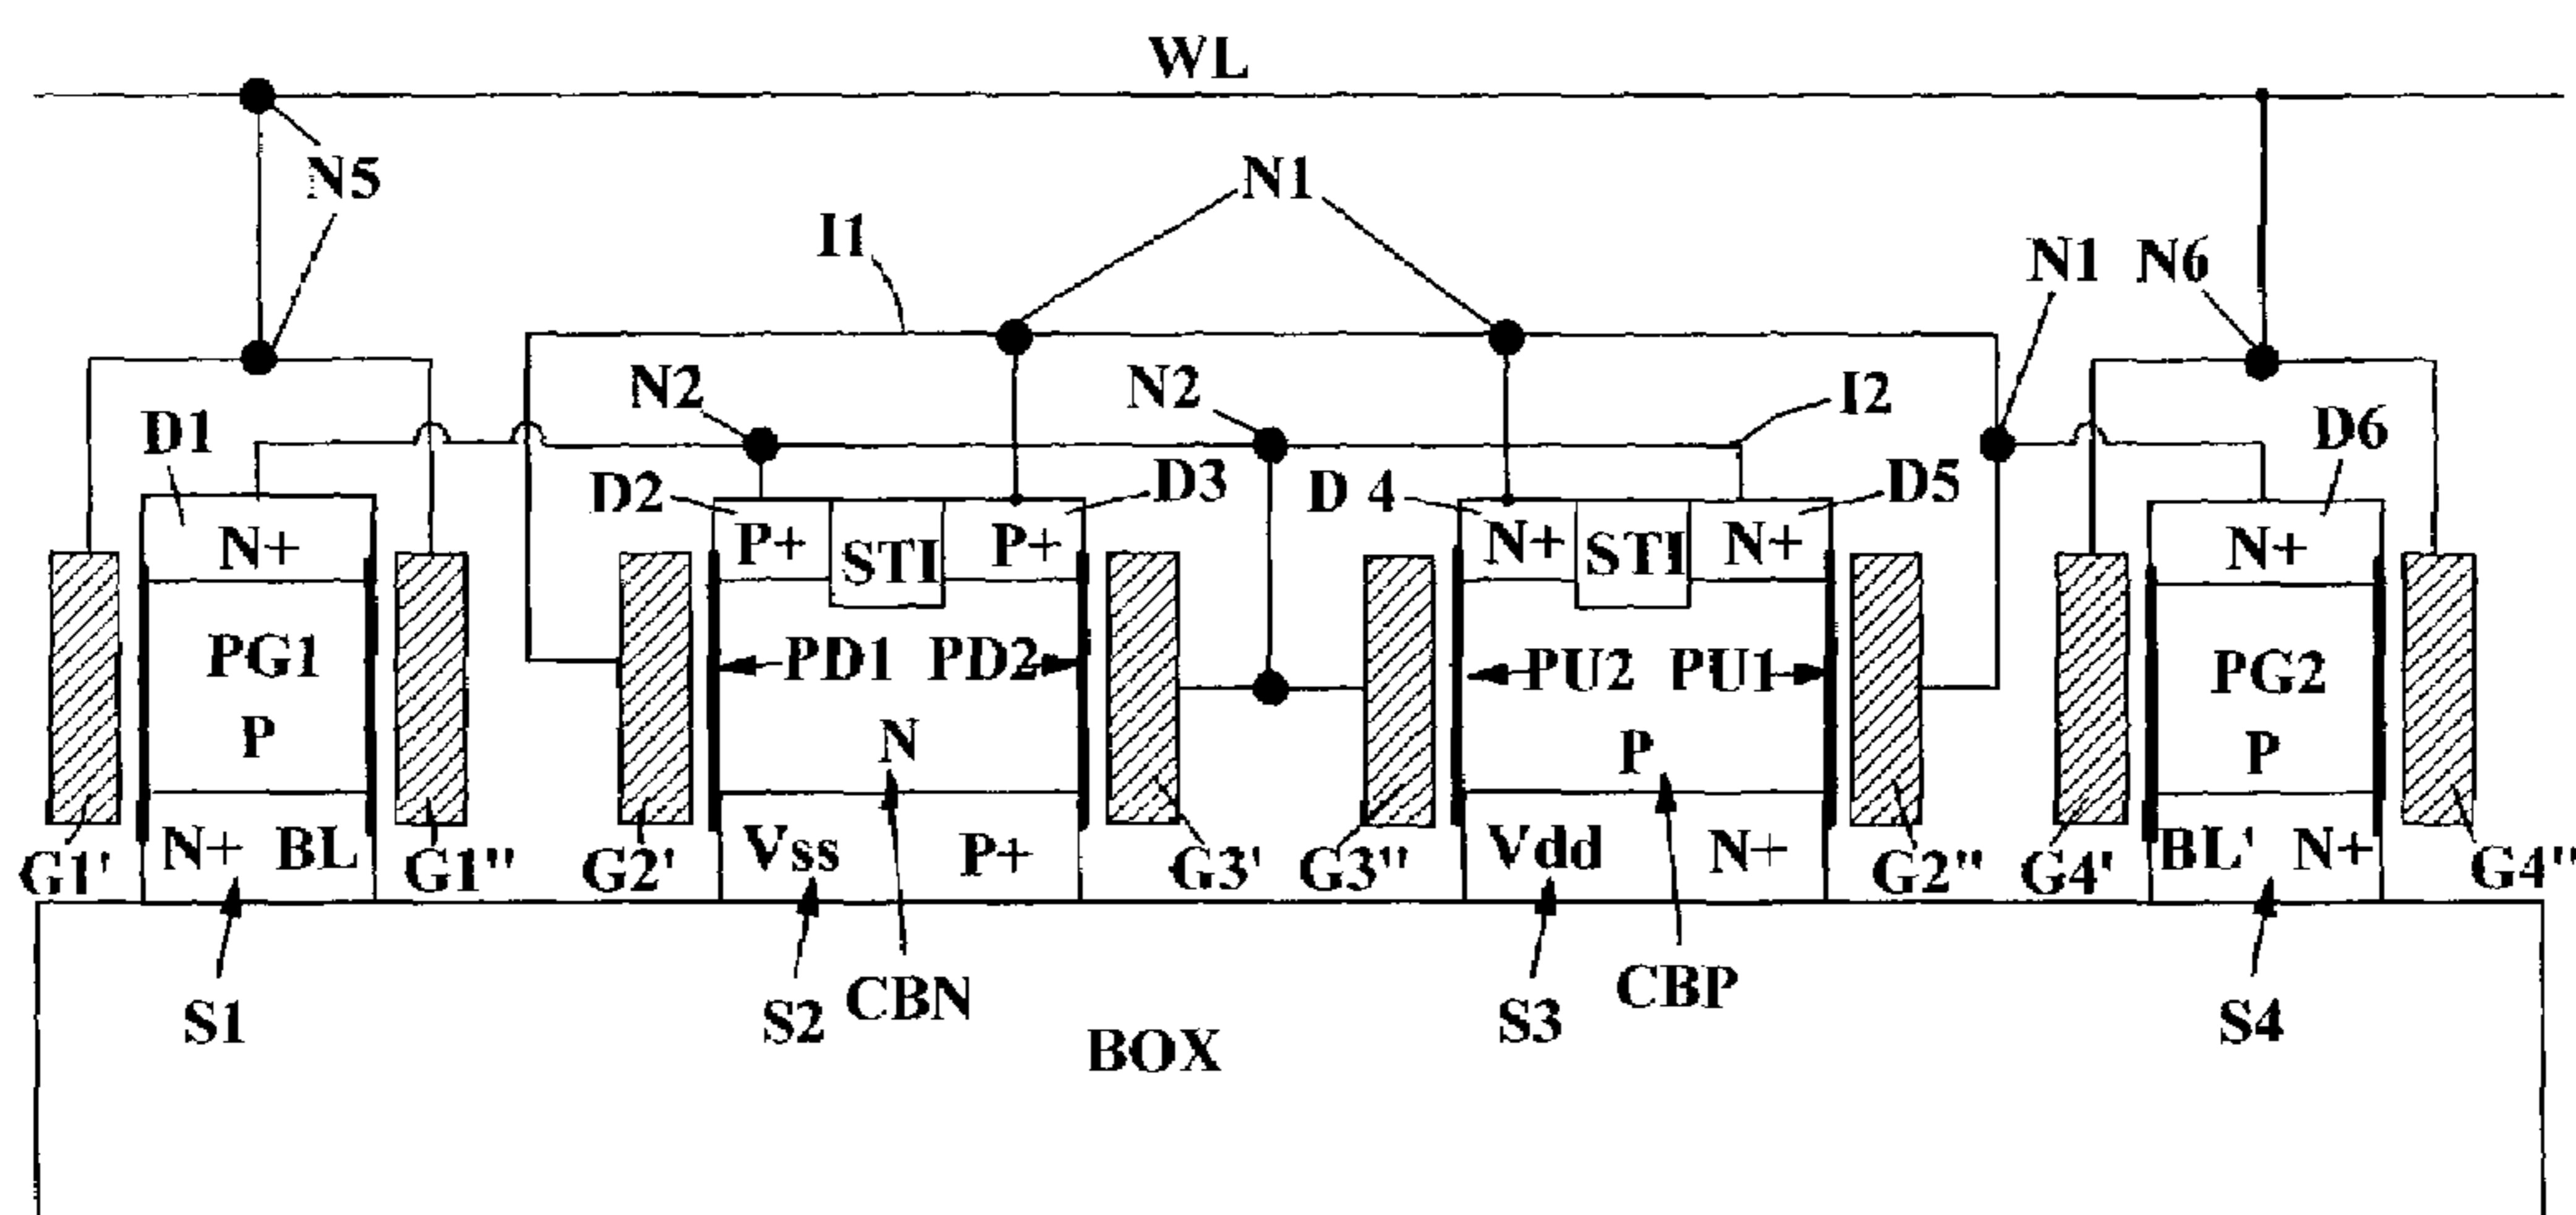 WL
N5
N1
I1
N1
N6
N2
N2
I2
D1
D6
D2
D3
D 4
D5
N+
P+
STI
P+
N+
STI
N+
N+
PG1
PD1
PD2
PU2
PU1
PG2
P
N
P
P
N+
BL
Vss
P+
Vdd
N+
BL'
N+
G1'
G1"
G2'
G3'
G3"
G2"
G4'
G4"
S1
S2
CBN
S3
CBP
S4
BOX